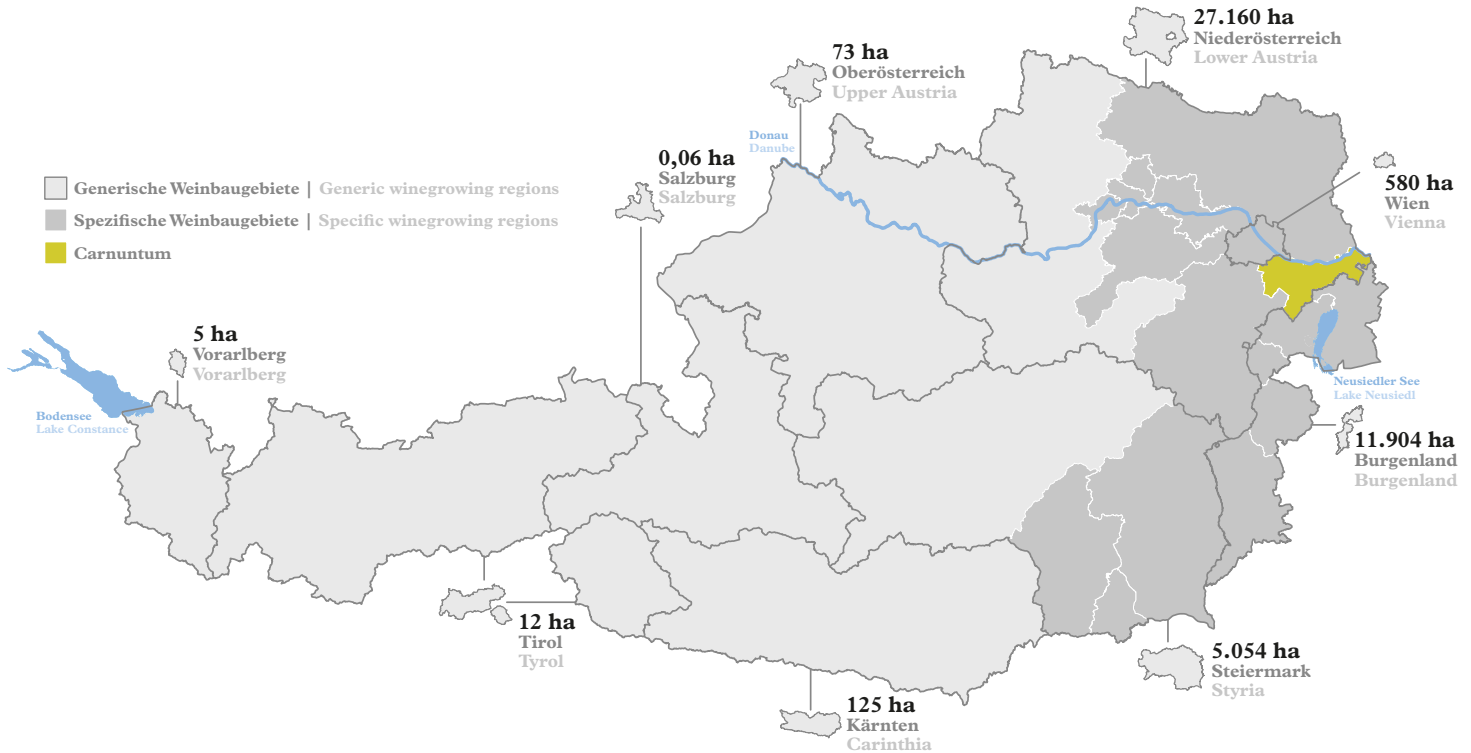 27.160 ha
Niederösterreich
Lower Austria
73 ha
Oberösterreich
Upper Austria
Donau
Danube
0,06 ha
Salzburg
Salzburg
580 ha
Wien
Vienna
Generische Weinbaugebiete | Generic winegrowing regions
Spezifische Weinbaugebiete | Specific winegrowing regions
Carnuntum
5 ha
Vorarlberg
Vorarlberg
Bodensee
Lake Constance
Neusiedler See
Lake Neusiedl
11.904 ha
Burgenland
Burgenland
12 ha
Tirol
Tyrol
5.054 ha
Steiermark
Styria
125 ha
Kärnten
Carinthia